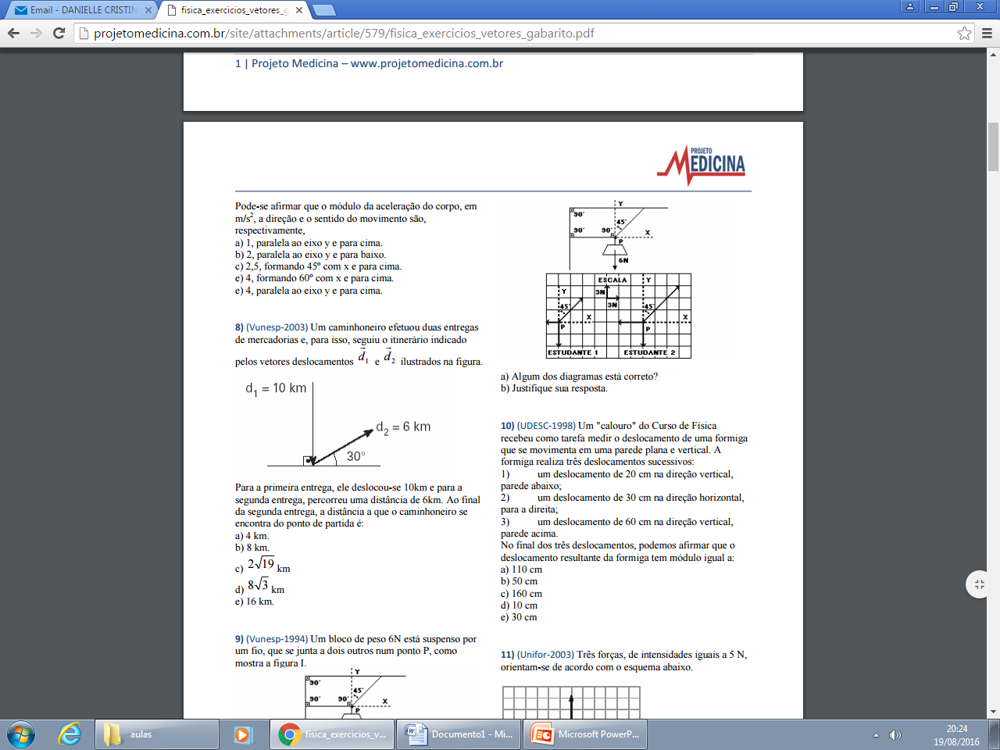 Email - DANIELLE CRISTIN
fisica_exercicios_vetores_g
projetomedicina.com.br/site/attachments/article/579/fisica_exercicios_vetores_gabarito.pdf
1 | Projeto Medicina – www.projetomedicina.com.br
PROJETO
MEDICINA
Pode-se afirmar que o módulo da aceleração do corpo, em
m/s², a direção e o sentido do movimento são,
respectivamente,
a) 1, paralela ao eixo y e para cima.
b) 2, paralela ao eixo y e para baixo.
c) 2,5, formando 45º com x e para cima.
e) 4, formando 60º com x e para cima.
e) 4, paralela ao eixo y e para cima.
8) (Vunesp-2003) Um caminhoneiro efetuou duas entregas
de mercadorias e, para isso, seguiu o itinerário indicado
pelos vetores deslocamentos d⃗1 e d⃗2 ilustrados na figura.
d1 = 10 km
d2 = 6 km
30°
Para a primeira entrega, ele deslocou-se 10km e para a
segunda entrega, percorreu uma distância de 6km. Ao final
da segunda entrega, a distância a que o caminhoneiro se
encontra do ponto de partida é:
a) 4 km.
b) 8 km.
c) 2√19 km
d) 8√3 km
e) 16 km.
9) (Vunesp-1994) Um bloco de peso 6N está suspenso por
um fio, que se junta a dois outros num ponto P, como
mostra a figura I.
Y
90°
45°
90° 90° X
P
Y
90°
45°
90° 90° X
P
6N
ESCALA Y
Y 3N
45° 3N 45°
X X
P P
ESTUDANTE 1 ESTUDANTE 2
a) Algum dos diagramas está correto?
b) Justifique sua resposta.
10) (UDESC-1998) Um "calouro" do Curso de Física
recebeu como tarefa medir o deslocamento de uma formiga
que se movimenta em uma parede plana e vertical. A
formiga realiza três deslocamentos sucessivos:
1) um deslocamento de 20 cm na direção vertical,
parede abaixo;
2) um deslocamento de 30 cm na direção horizontal,
para a direita;
3) um deslocamento de 60 cm na direção vertical,
parede acima.
No final dos três deslocamentos, podemos afirmar que o
deslocamento resultante da formiga tem módulo igual a:
a) 110 cm
b) 50 cm
c) 160 cm
d) 10 cm
e) 30 cm
11) (Unifor-2003) Três forças, de intensidades iguais a 5 N,
orientam-se de acordo com o esquema abaixo.
aulas
fisica_exercicios_v...
Documento1 - Mi...
Microsoft PowerP...
20:24
19/08/2016